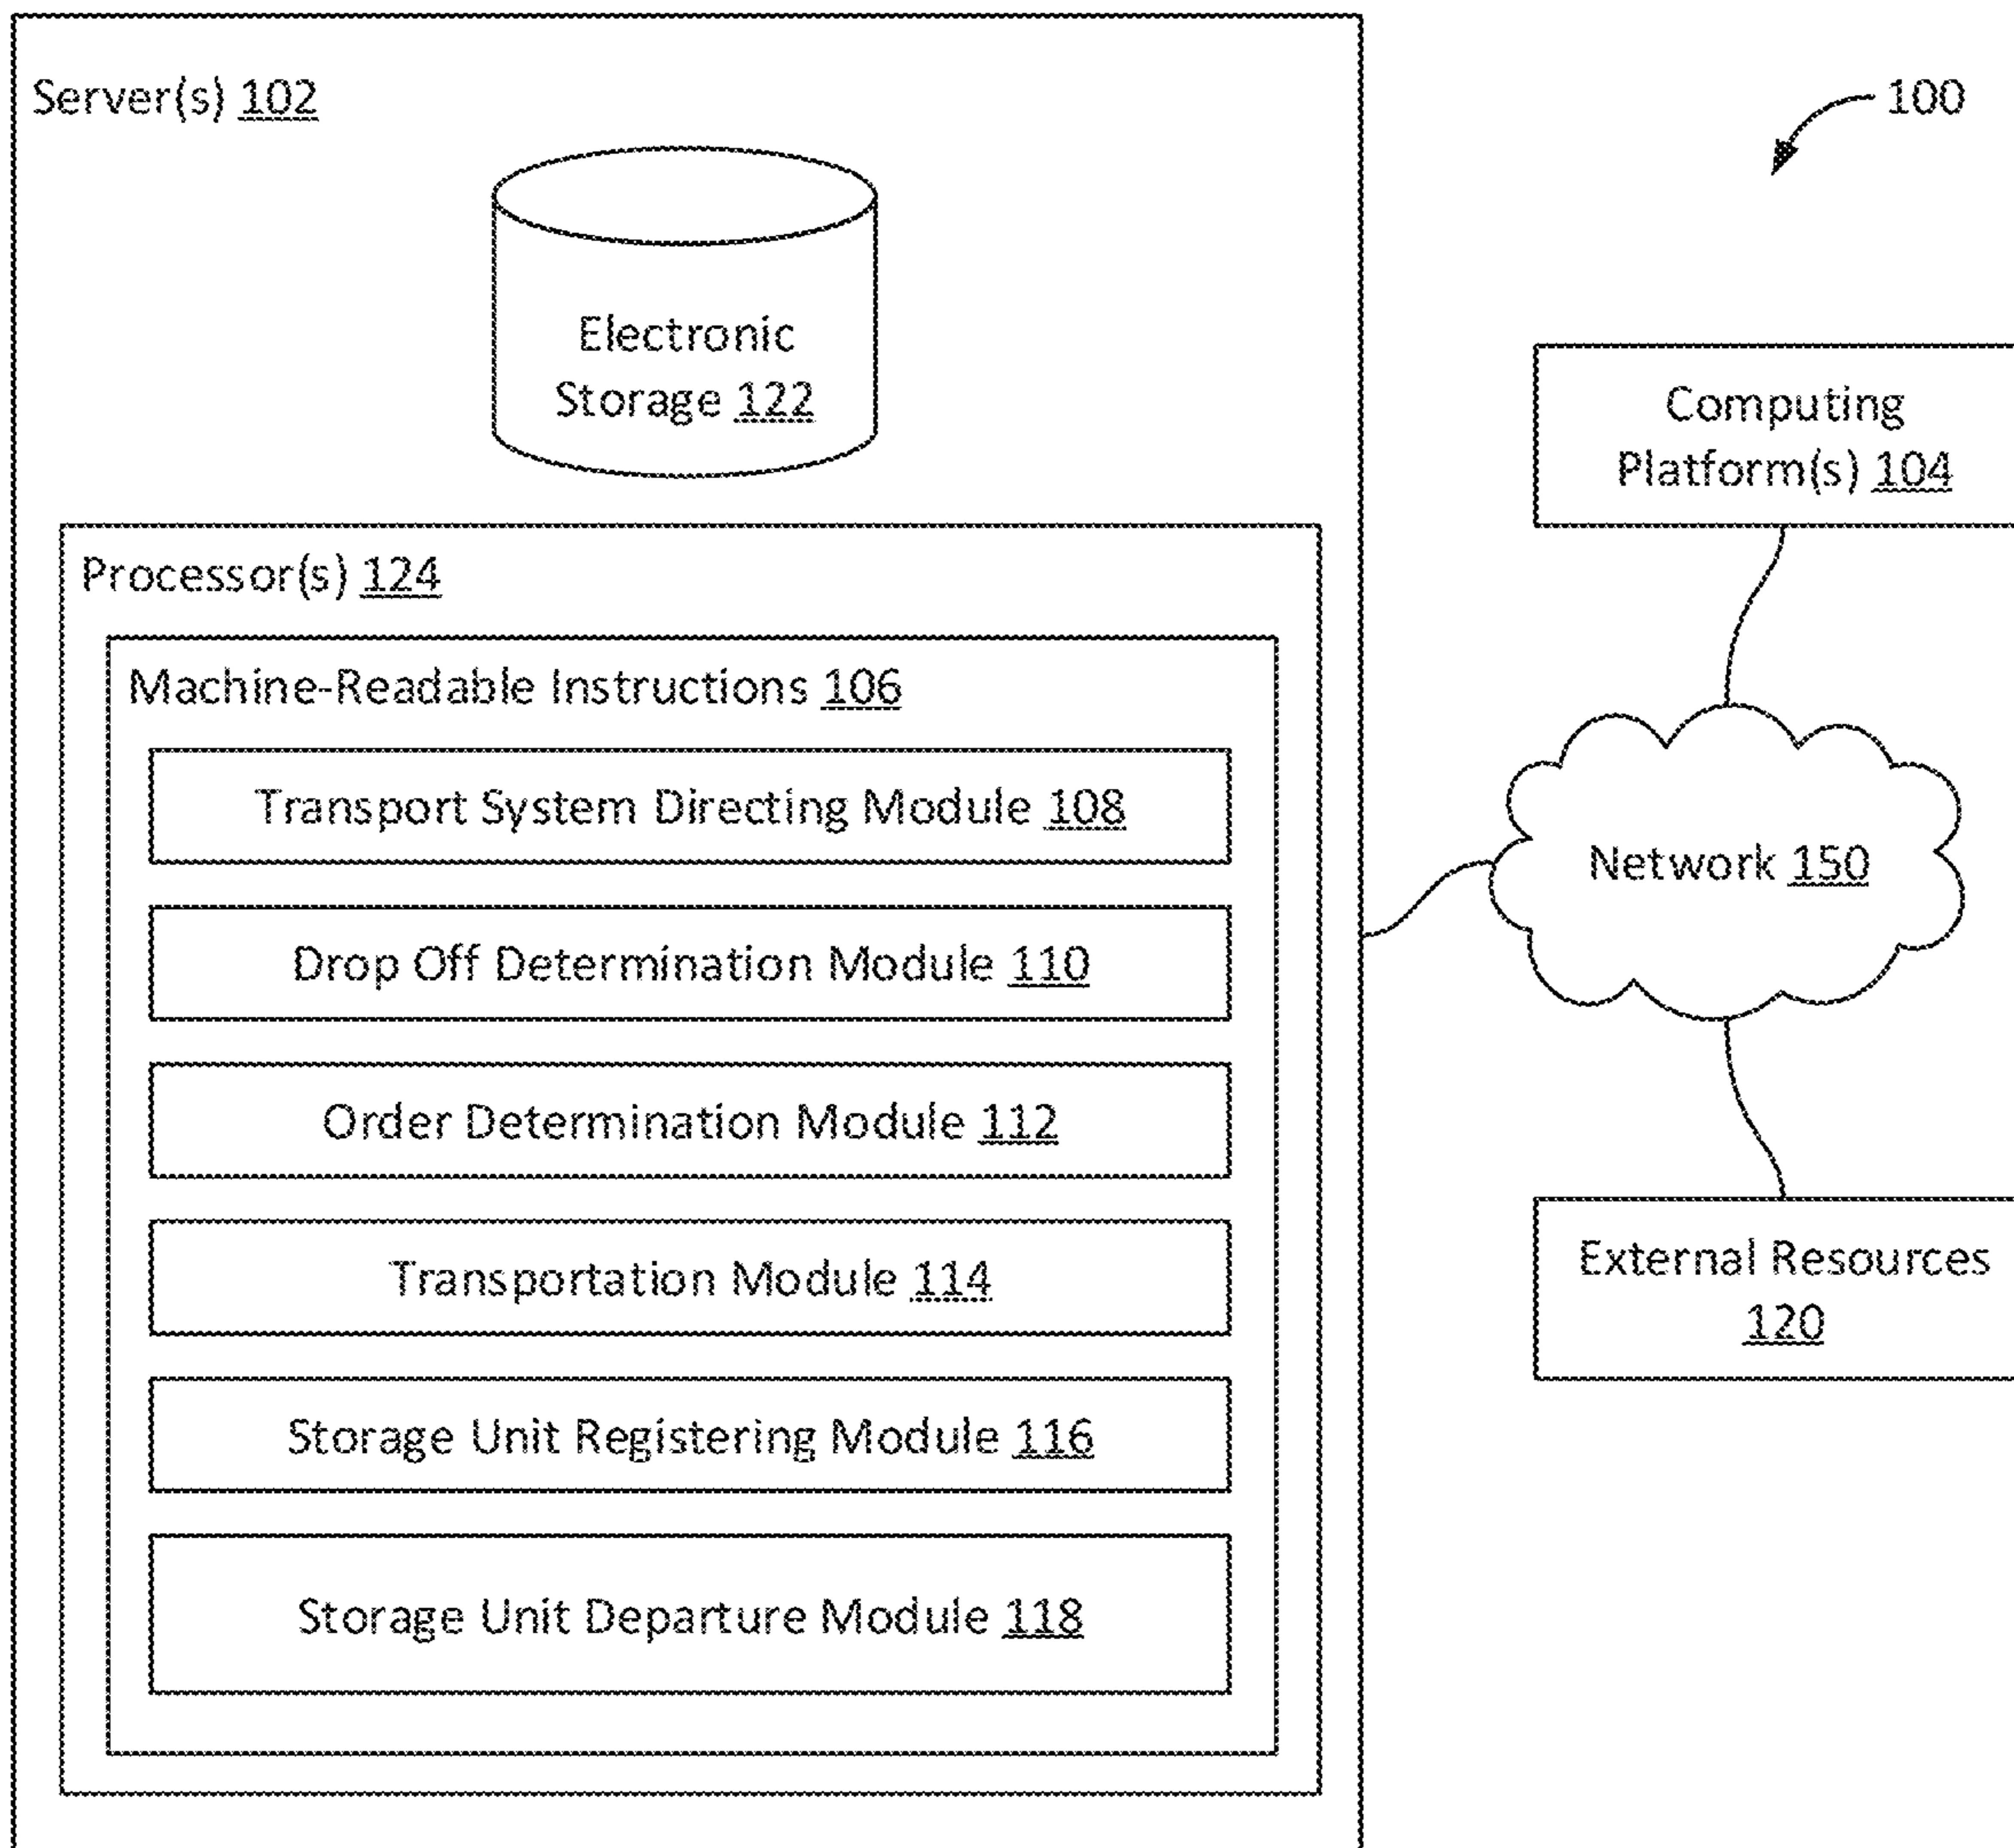 Server(s) 102
100
Electronic
Storage 122
Computing
Platform(s) 104
Processor(s) 124
Machine-Readable Instructions 106
Transport System Directing Module 108
Network 150
Drop Off Determination Module 110
Order Determination Module 112
Transportation Module 114
External Resources
120
Storage Unit Registering Module 116
Storage Unit Departure Module 118